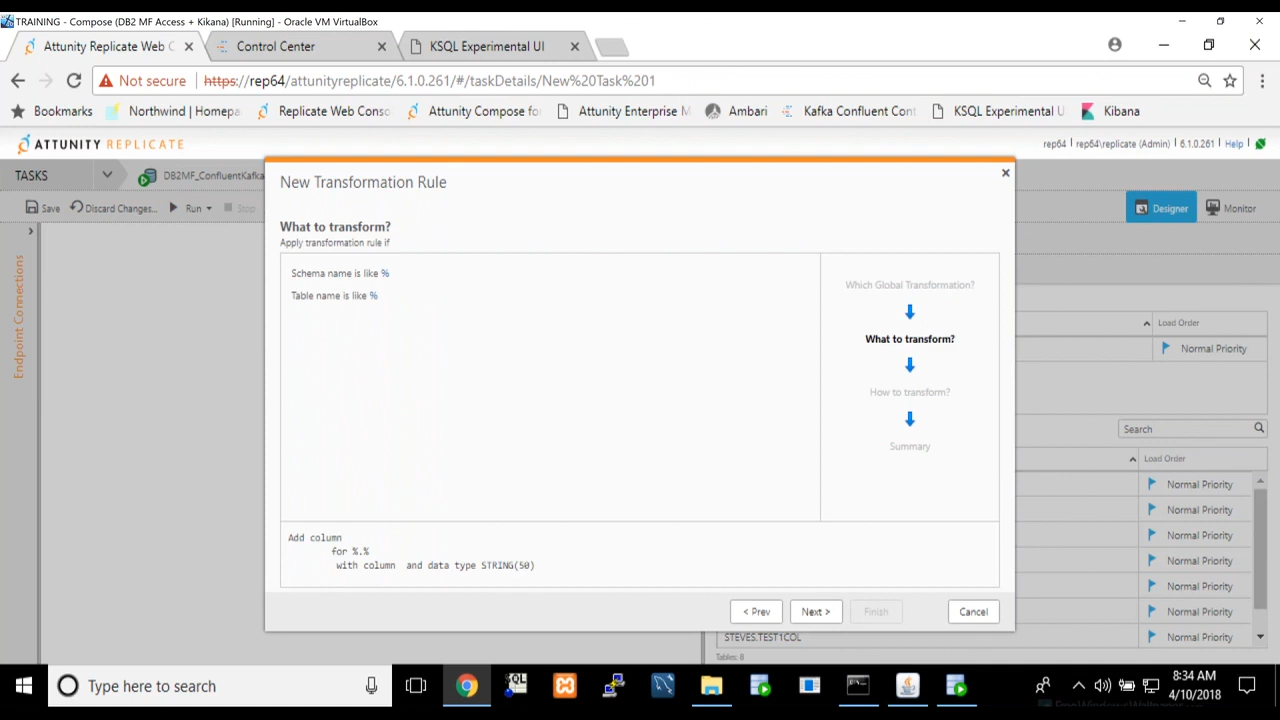 TRAINING - Compose (DB2 MF Access + Kikana) [Running] - Oracle VM VirtualBox
Attunity Replicate Web C
Control Center
KSQL Experimental UI
Not secure
https://rep64/attunityreplicate/6.1.0.261/#/taskDetails/New%20Task%201
Bookmarks
Northwind | Homepa
Replicate Web Conso
Attunity Compose for
Attunity Enterprise M
Ambari
Kafka Confluent Cont
KSQL Experimental U
Kibana
ATTUNITY REPLICATE
rep64 | rep64\replicate (Admin) | 6.1.0.261 | Help |
TASKS
DB2MF_ConfluentKafka
Save
Discard Changes...
Run
Stop
Designer
Monitor
Endpoint Connections
New Transformation Rule
What to transform?
Apply transformation rule if
Schema name is like %
Table name is like %
Which Global Transformation?
What to transform?
How to transform?
Summary
Add column
for %.%
with column and data type STRING(50)
< Prev
Next >
Finish
Cancel
Load Order
Normal Priority
Search
Load Order
Normal Priority
Normal Priority
Normal Priority
Normal Priority
Normal Priority
Normal Priority
STEVES.TEST1COL
Normal Priority
Tables: 8
Type here to search
8:34 AM
4/10/2018